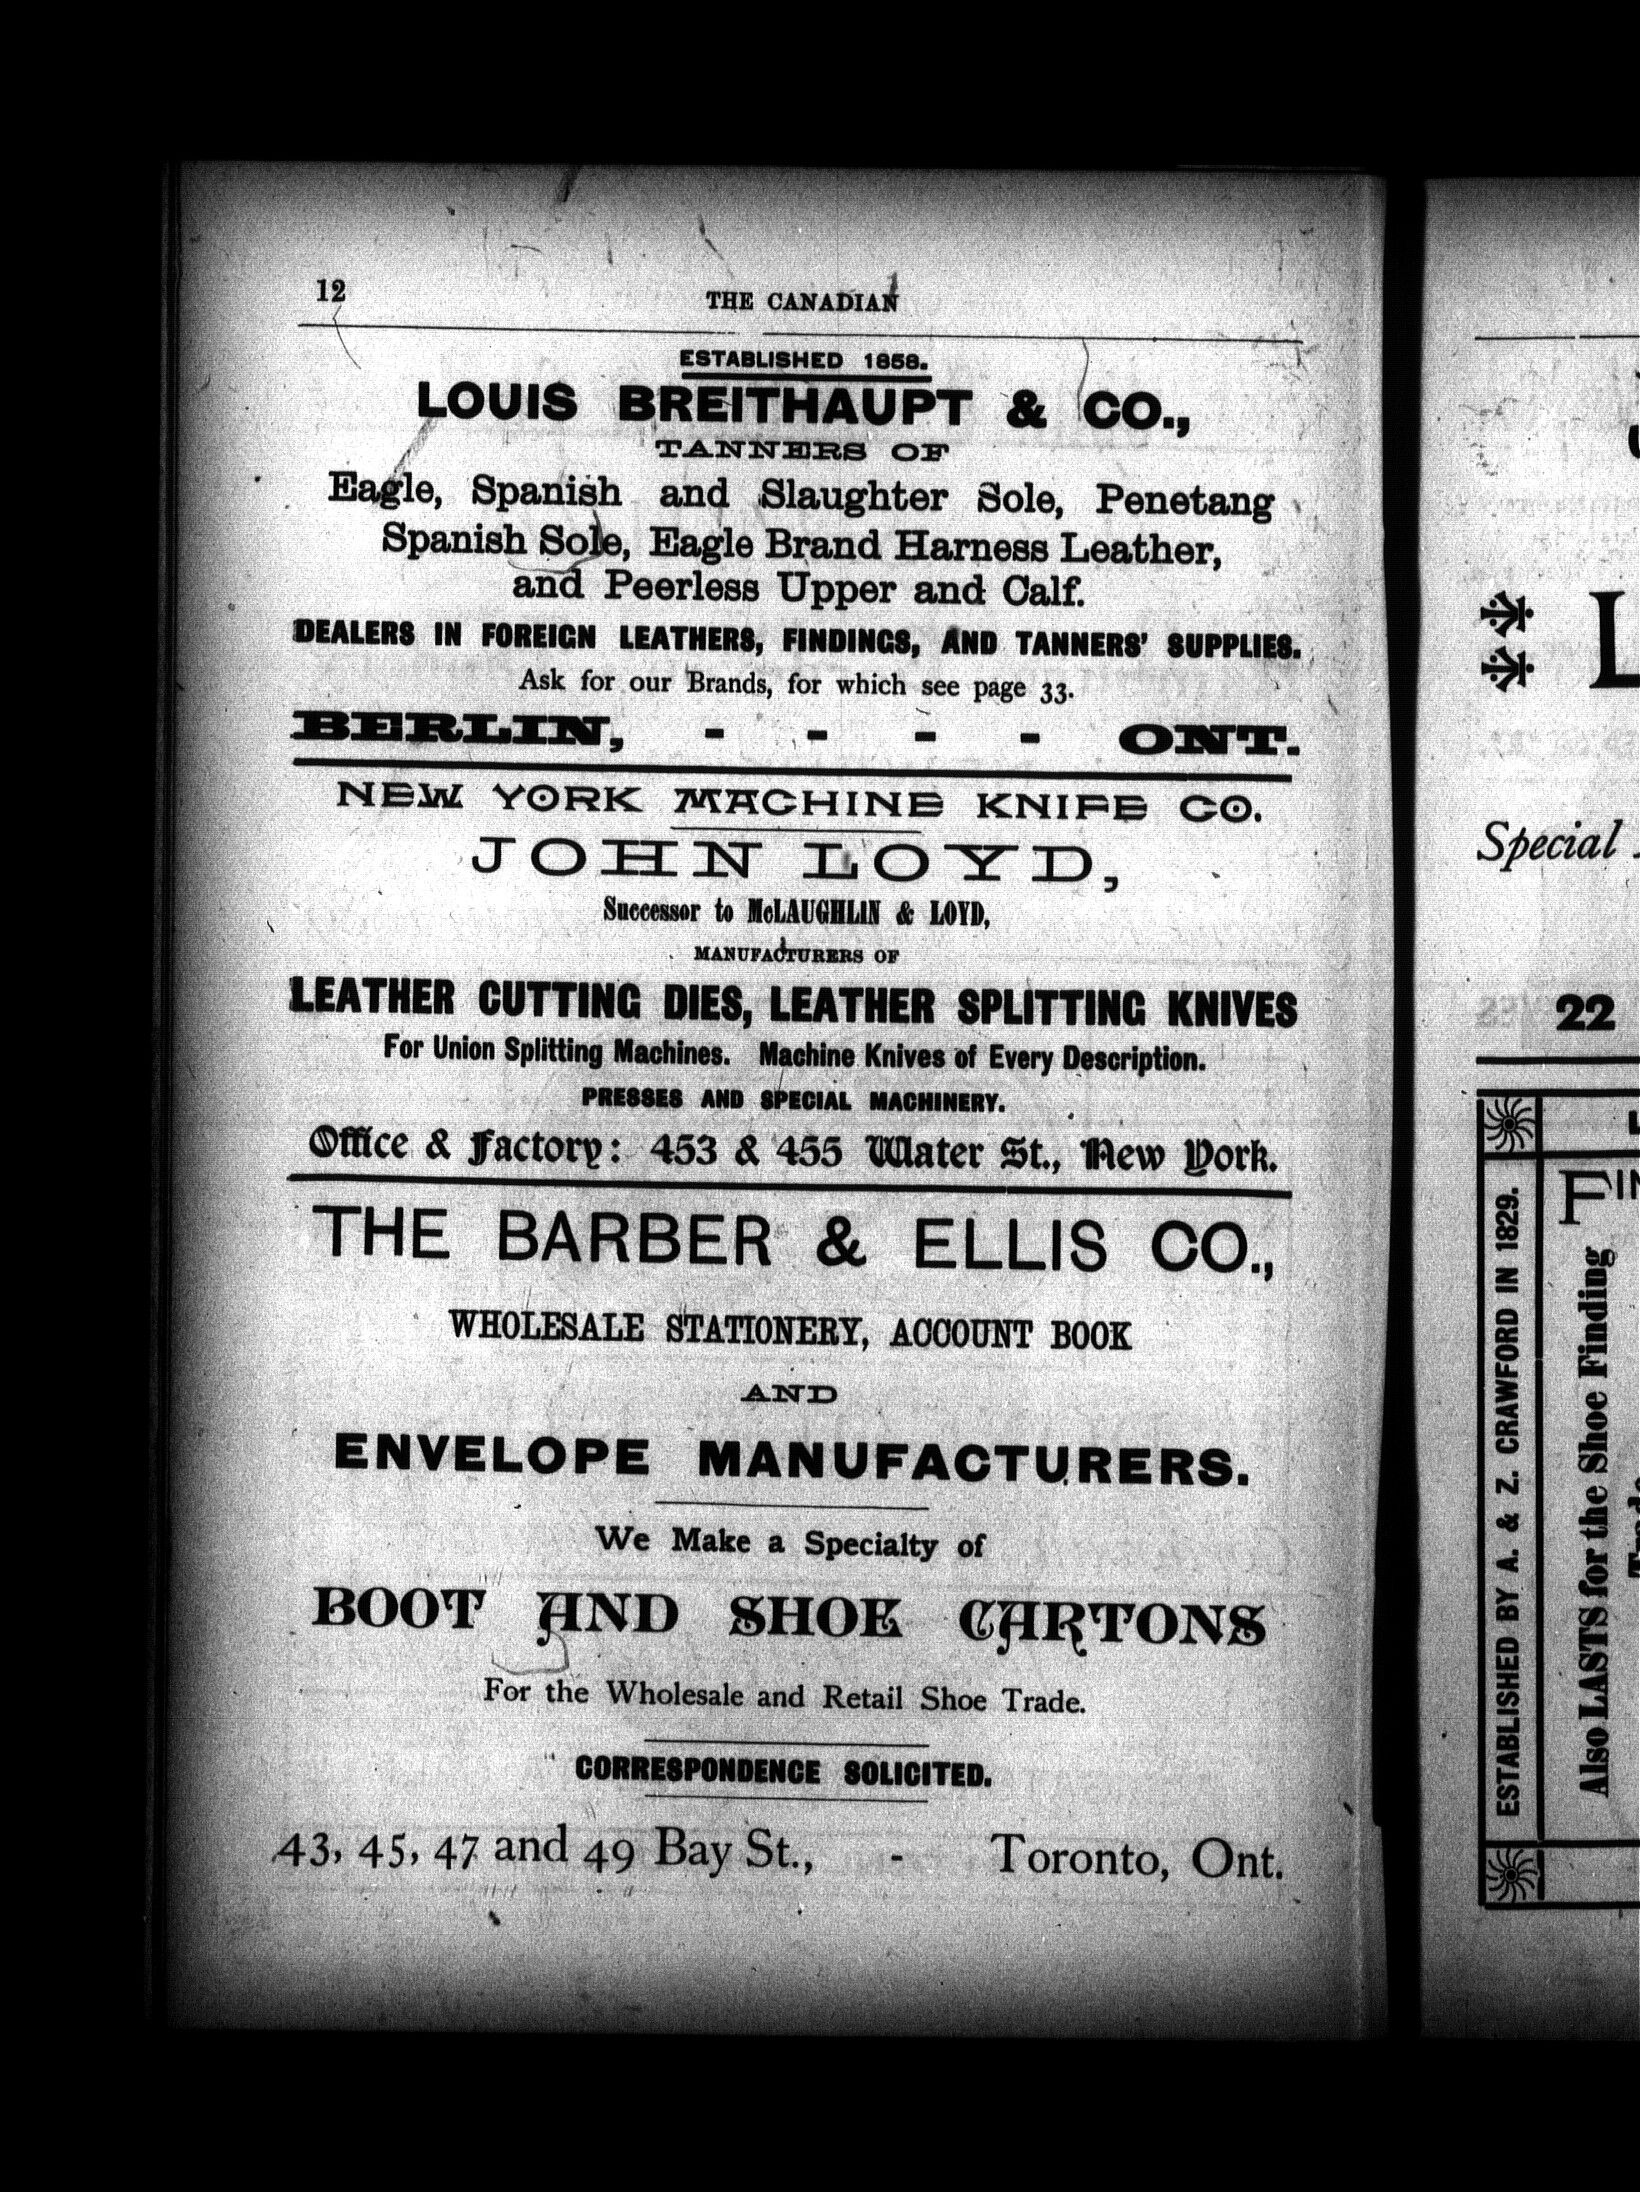 12
THE CANADIAN
ESTABLISHED 1858.
LOUIS BREITHAUPT & CO.,
TANNERS OF
Eagle, Spanish and Slaughter Sole, Penetang
Spanish Sole, Eagle Brand Harness Leather,
and Peerless Upper and Calf.
DEALERS IN FOREIGN LEATHERS, FINDINGS, AND TANNERS' SUPPLIES.
Ask for our Brands, for which see page 33.
BERLIN, - - - - ONT.
NEW YORK MACHINE KNIFE CO.
JOHN LOYD,
Successor to McLAUGHLIN & LOYD,
MANUFACTURERS OF
LEATHER CUTTING DIES, LEATHER SPLITTING KNIVES
For Union Splitting Machines. Machine Knives of Every Description.
PRESSES AND SPECIAL MACHINERY.
Office & Factory: 453 & 455 Water St., New York.
THE BARBER & ELLIS CO.,
WHOLESALE STATIONERY, ACCOUNT BOOK
AND
ENVELOPE MANUFACTURERS.
We Make a Specialty of
BOOT AND SHOE CARTONS
For the Wholesale and Retail Shoe Trade.
CORRESPONDENCE SOLICITED.
43, 45, 47 and 49 Bay St., - Toronto, Ont.
L
Special
22
L
FIN
ESTABLISHED BY A. & Z. CRAWFORD IN 1829.
Also LASTS for the Shoe Finding